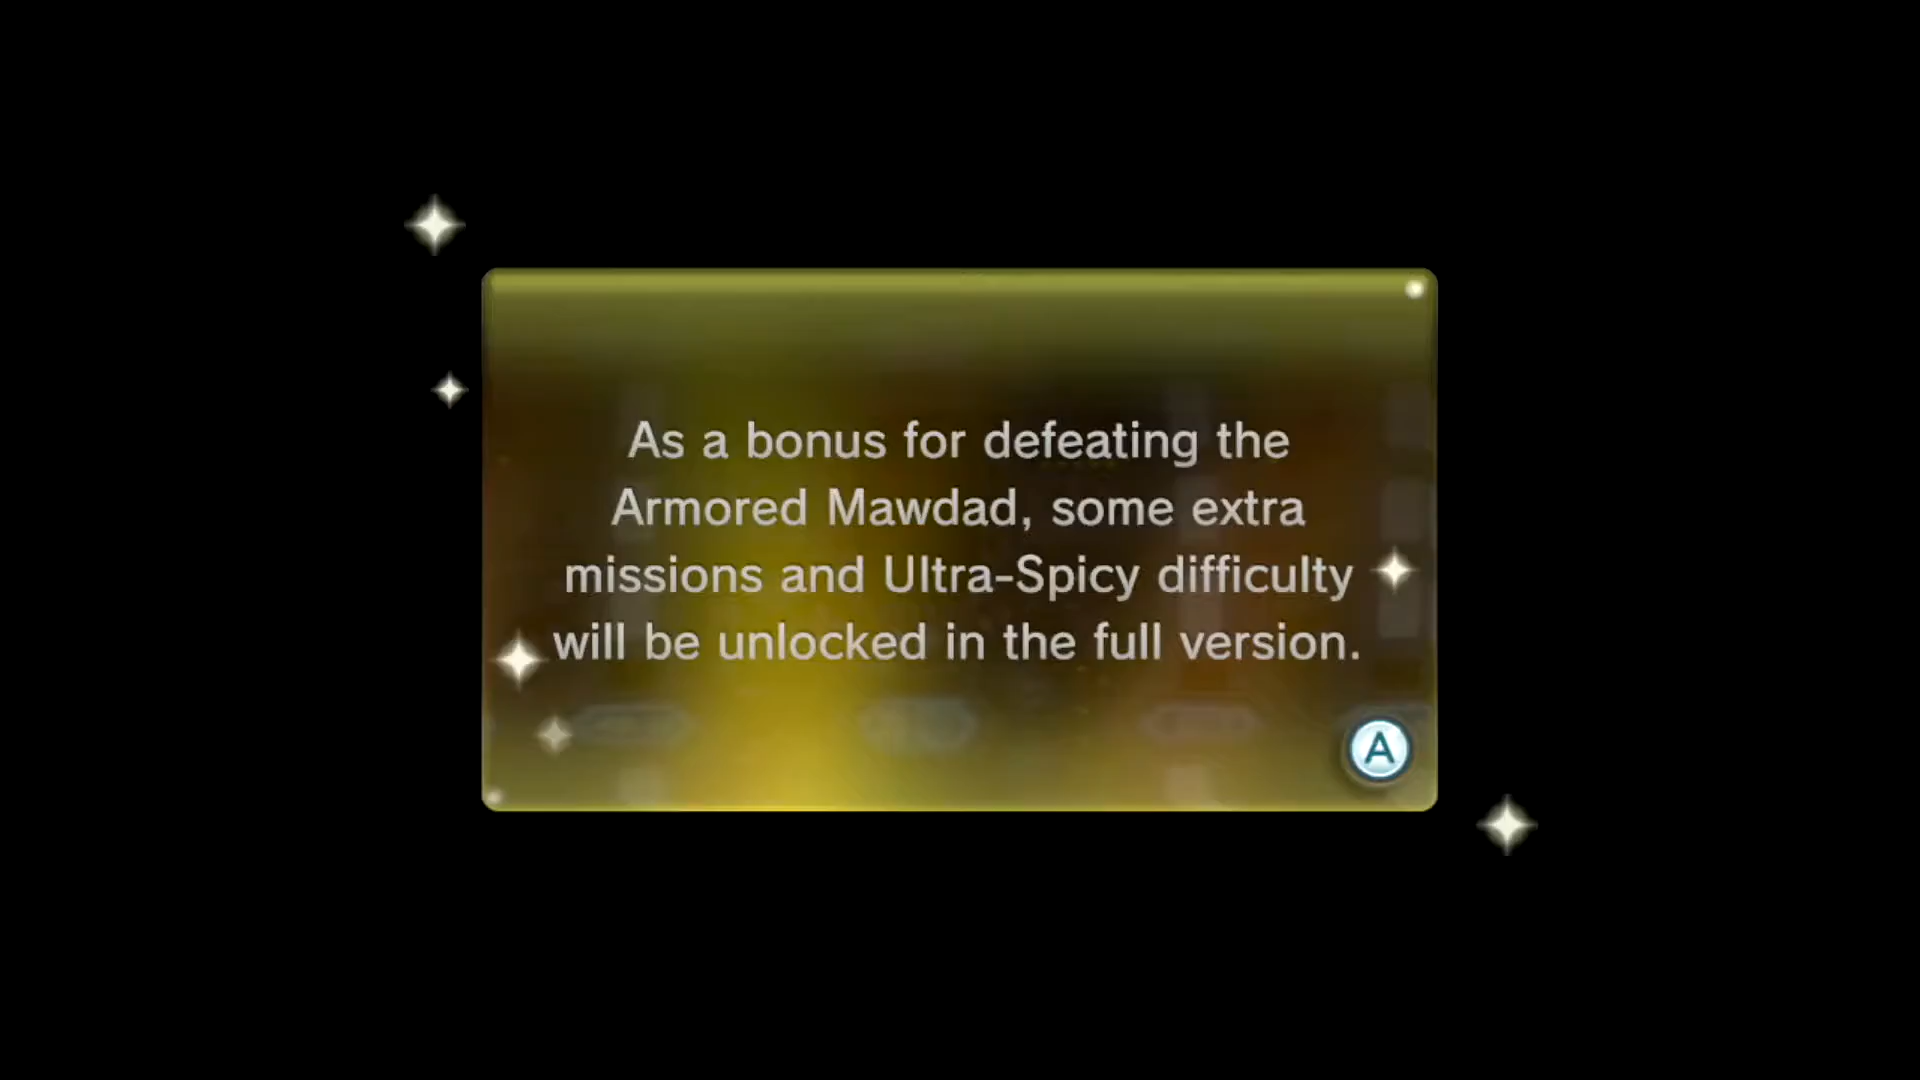 As a bonus for defeating the
Armored Mawdad, some extra
missions and Ultra-Spicy difficulty
will be unlocked in the full version.
A